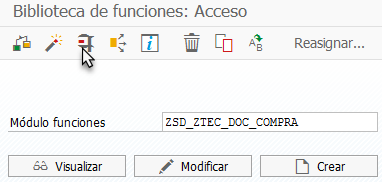 Biblioteca de funciones: Acceso
Reasignar...
Módulo funciones ZSD_ZTEC_DOC_COMPRA
Visualizar Modificar Crear